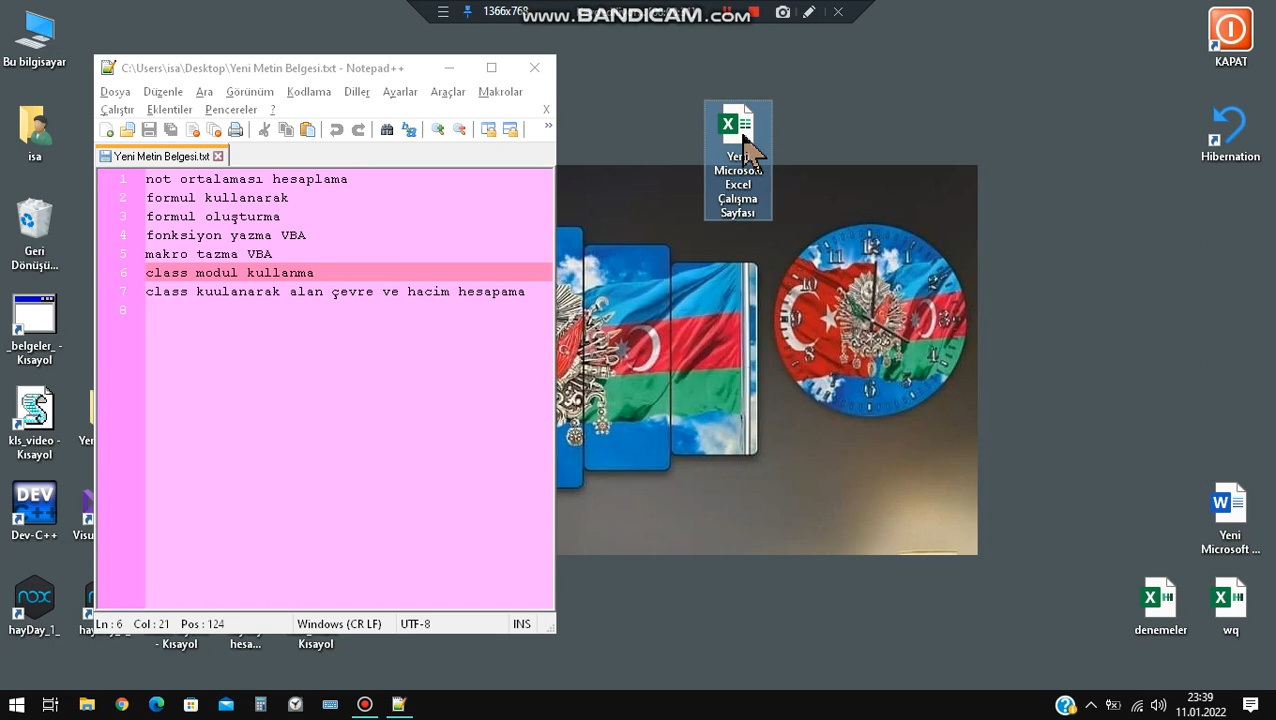 1366x768
www.BANDICAM.com
Bu bilgisayar
isa
Geri
Dönüşü...
_belgeler_ -
Kısayol
kls_video -
Kısayol
DEV
Dev-C++
nox
hayDay_1_
C:\Users\isa\Desktop\Yeni Metin Belgesi.txt - Notepad++
Dosya Düzenle Ara Görünüm Kodlama Diller Ayarlar Araçlar Makrolar
Çalıştır Eklentiler Pencereler ? X
Yeni Metin Belgesi.txt
1 not ortalaması hesaplama
2 formul kullanarak
3 formul oluşturma
4 fonksiyon yazma VBA
5 makro tazma VBA
6 class modul kullanma
7 class kuulanarak alan çevre ve hacim hesapama
8
Ln : 6 Col : 21 Pos : 124 Windows (CR LF) UTF-8 INS
- Kısayol
hesa...
Kısayol
Yeni
Microsoft
Excel
Çalışma
Sayfası
12
KAPAT
Hibernation
Yeni
Microsoft ...
denemeler
wq
23:39
11.01.2022